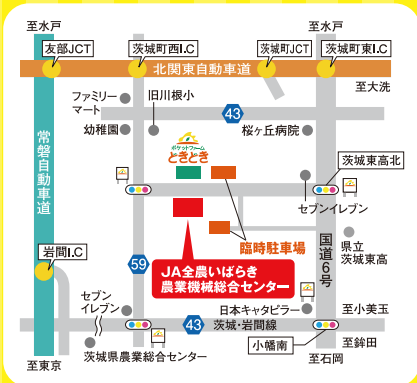 至水戸
至水戸
友部JCT
茨城町西I.C
茨城町JCT
茨城町東I.C
北関東自動車道
至大洗
ファミリー
マート
旧川根小
43
幼稚園
桜ヶ丘病院
常磐自動車道
ポケットファーム
どきどき
茨城東高北
セブンイレブン
臨時駐車場
岩間I.C
国道6号
県立
茨城東高
59
JA全農いばらき
農業機械総合センター
セブン
イレブン
日本キャタピラー
至小美玉
43
茨城・岩間線
至鉾田
茨城県農業総合センター
小幡南
至東京
至石岡